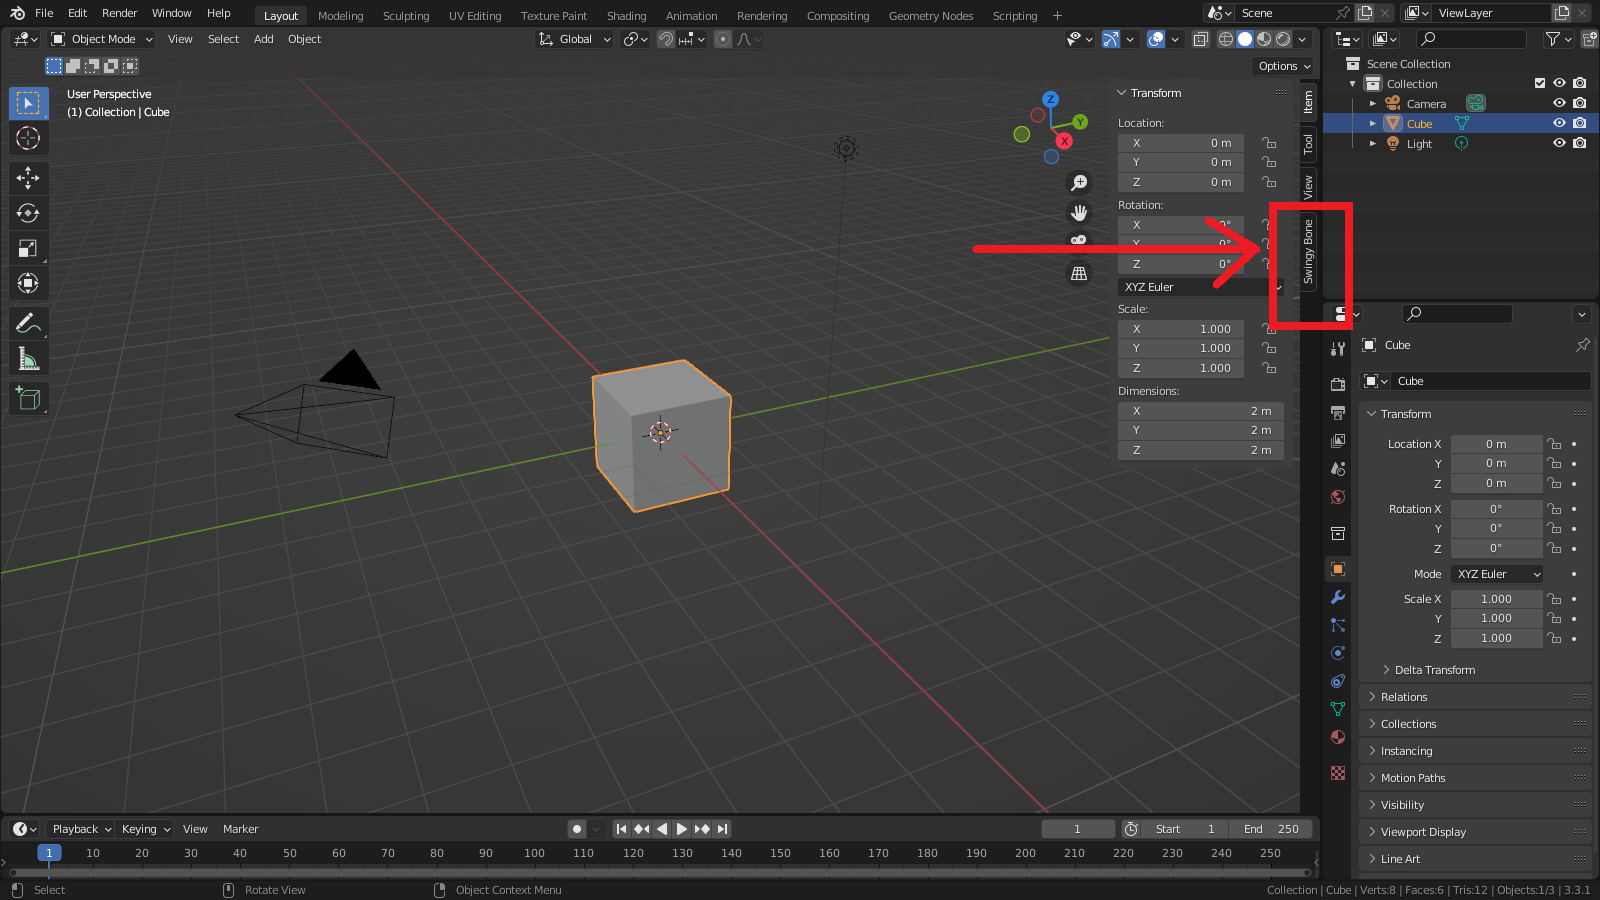 File Edit Render Window Help Layout Modeling Sculpting UV Editing Texture Paint Shading Animation Rendering Compositing Geometry Nodes Scripting + Scene ViewLayer
Object Mode View Select Add Object Global
Options
User Perspective
(1) Collection | Cube
Z
Y
X
Transform
Location:
X 0 m
Y 0 m
Z 0 m
Rotation:
X 0°
Y 0°
Z 0°
XYZ Euler
Scale:
X 1.000
Y 1.000
Z 1.000
Dimensions:
X 2 m
Y 2 m
Z 2 m
Item
Tool
View
Swingy Bone
Scene Collection
Collection
Camera
Cube
Light
Cube
Cube
Transform
Location X 0 m
Y 0 m
Z 0 m
Rotation X 0°
Y 0°
Z 0°
Mode XYZ Euler
Scale X 1.000
Y 1.000
Z 1.000
Delta Transform
Relations
Collections
Instancing
Motion Paths
Visibility
Viewport Display
Line Art
Playback Keying View Marker 1 Start 1 End 250
1 10 20 30 40 50 60 70 80 90 100 110 120 130 140 150 160 170 180 190 200 210 220 230 240 250
Select Rotate View Object Context Menu Collection | Cube | Verts:8 | Faces:6 | Tris:12 | Objects:1/3 | 3.3.1